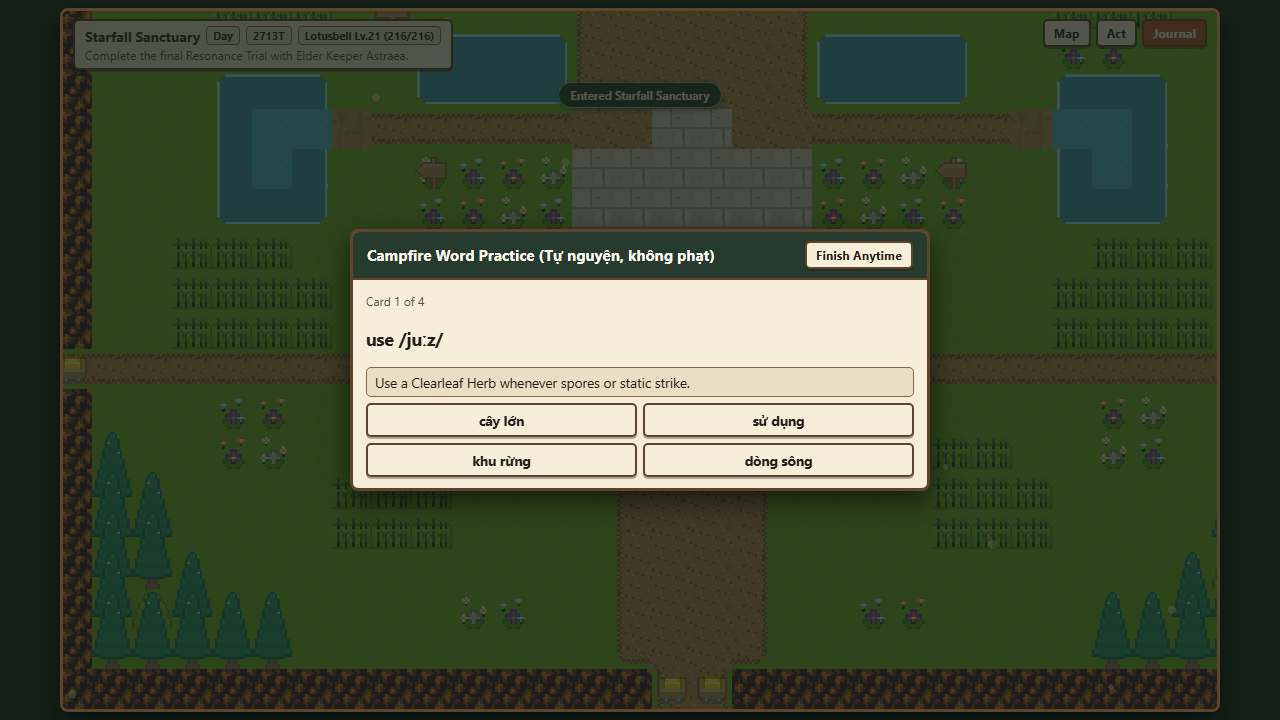 Starfall Sanctuary Day 2713T Lotusbell Lv.21 (216/216)
Complete the final Resonance Trial with Elder Keeper Astraea.
Map Act Journal
Entered Starfall Sanctuary
Campfire Word Practice (Tự nguyện, không phạt) Finish Anytime
Card 1 of 4
use /juːz/
Use a Clearleaf Herb whenever spores or static strike.
cây lớn sử dụng
khu rừng dòng sông